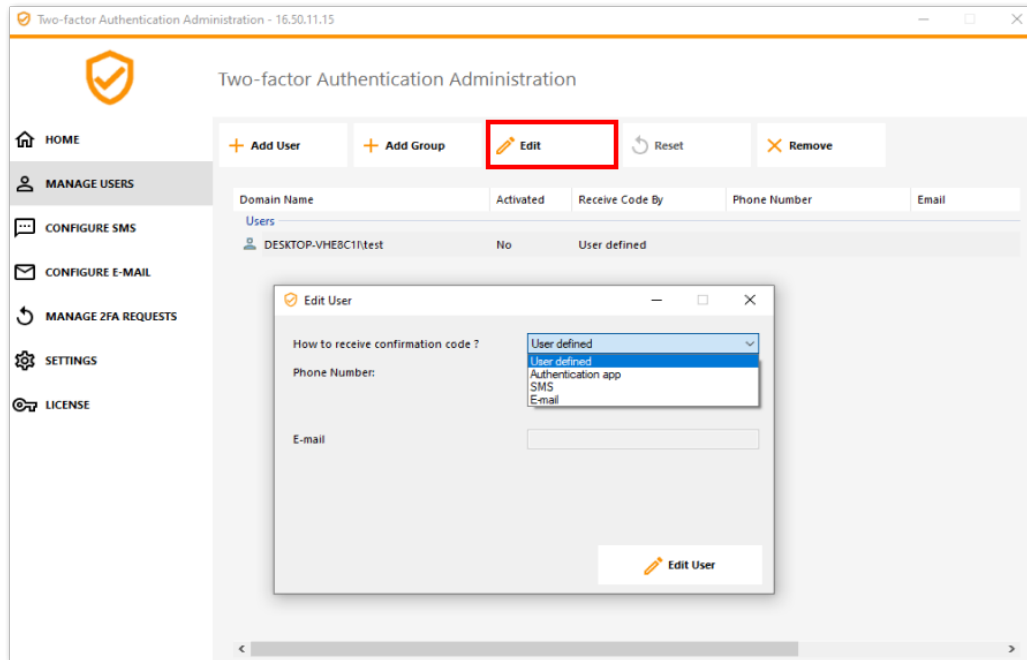 Two-factor Authentication Administration - 16.50.11.15
Two-factor Authentication Administration
HOME
MANAGE USERS
CONFIGURE SMS
CONFIGURE E-MAIL
MANAGE 2FA REQUESTS
SETTINGS
LICENSE
Add User Add Group Edit Reset Remove
Domain Name Activated Receive Code By Phone Number Email
Users
DESKTOP-VHE8C1I\test No User defined
Edit User
How to receive confirmation code ? User defined
User defined
Phone Number:
Authentication app
SMS
E-mail
E-mail
Edit User